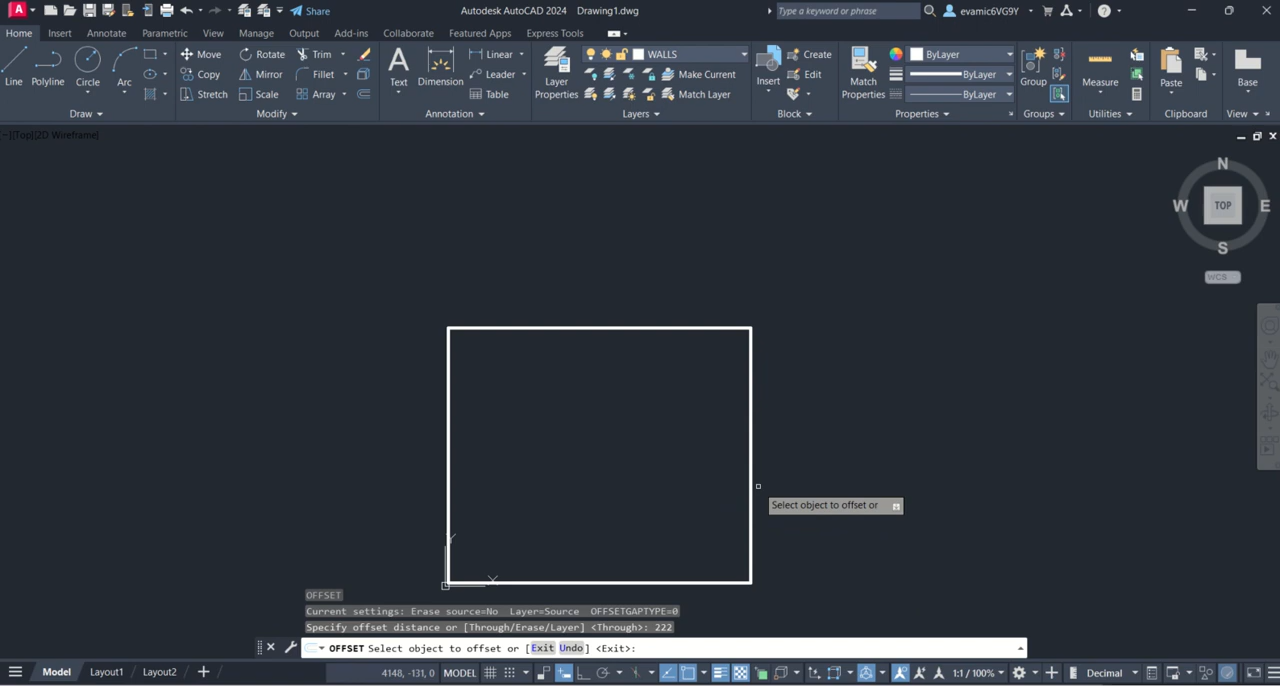 A Share Autodesk AutoCAD 2024 Drawing1.dwg Type a keyword or phrase evamic6VG9Y
Home Insert Annotate Parametric View Manage Output Add-ins Collaborate Featured Apps Express Tools
Line Polyline Circle Arc
Move Rotate Trim
Copy Mirror Fillet
Stretch Scale Array
Text Dimension
Linear
Leader
Table
Layer Properties
WALLS
Make Current
Match Layer
Insert
Create
Edit
Match Properties
ByLayer
ByLayer
ByLayer
Group
Measure
Paste
Base
Draw Modify Annotation Layers Block Properties Groups Utilities Clipboard View
[−][Top][2D Wireframe]
N
W TOP E
S
WCS
Select object to offset or
Y
X
OFFSET
Current settings: Erase source=No Layer=Source OFFSETGAPTYPE=0
Specify offset distance or [Through/Erase/Layer] <Through>: 222
OFFSET Select object to offset or [Exit Undo] <Exit>:
Model Layout1 Layout2 + 4148, -131, 0 MODEL 1:1 / 100% Decimal